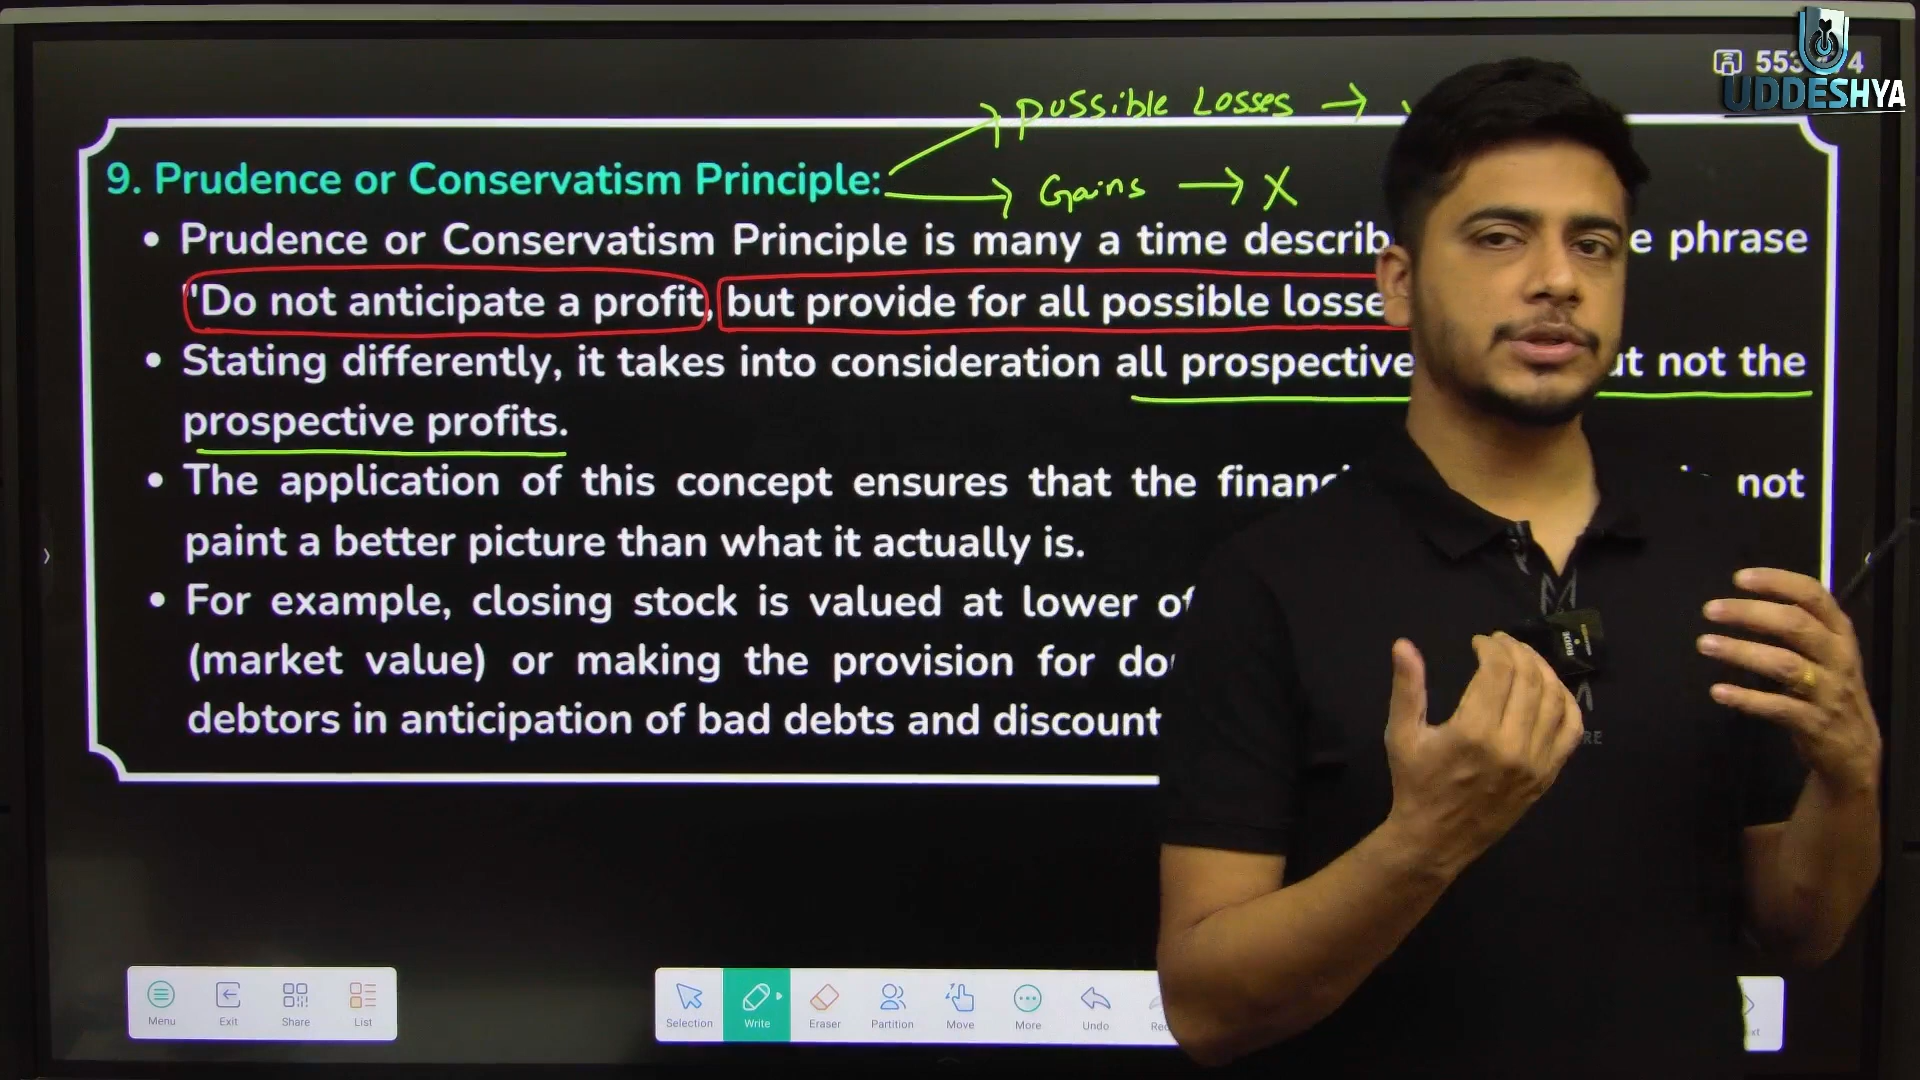 553 74
UDDESHYA
possible Losses →
9. Prudence or Conservatism Principle:
Gains → X
• Prudence or Conservatism Principle is many a time describ e phrase
"Do not anticipate a profit, but provide for all possible losse
• Stating differently, it takes into consideration all prospective ut not the
prospective profits.
• The application of this concept ensures that the financ not
paint a better picture than what it actually is.
• For example, closing stock is valued at lower of
(market value) or making the provision for do
debtors in anticipation of bad debts and discount
Menu Exit Share List
Selection Write Eraser Partition Move More Undo